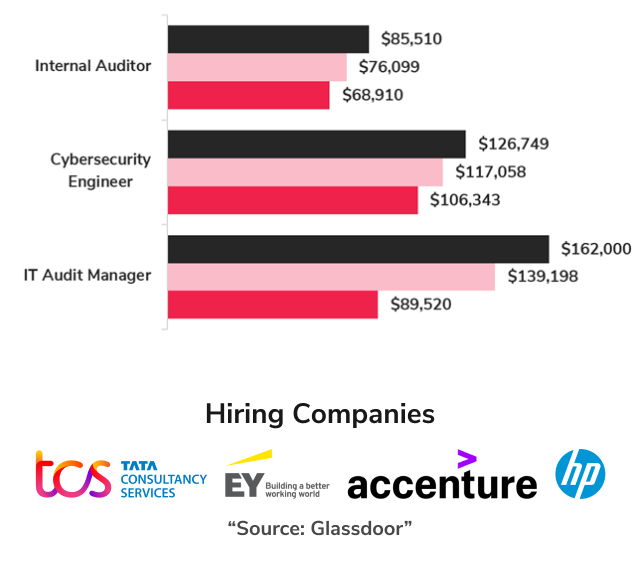 $85,510
Internal Auditor
$76,099
$68,910
$126,749
Cybersecurity
Engineer
$117,058
$106,343
$162,000
IT Audit Manager
$139,198
$89,520
Hiring Companies
tcs TATA
CONSULTANCY
SERVICES
EY Building a better
working world
accenture
hp
“Source: Glassdoor”